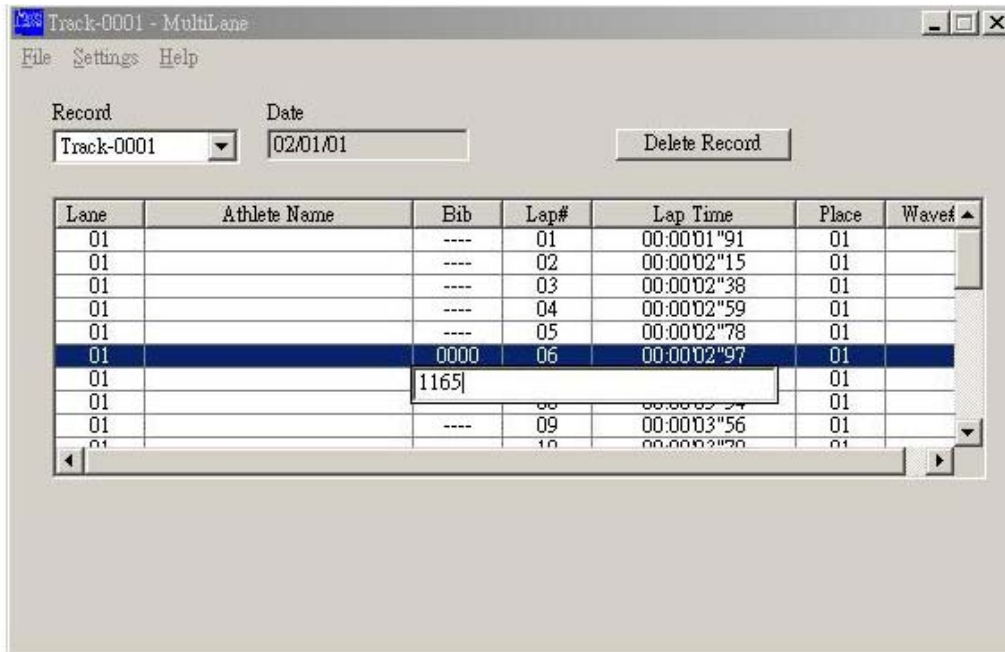 Track-0001 - MultiLane
File Settings Help
Record Date
Track-0001 02/01/01 Delete Record
Lane Athlete Name Bib Lap# Lap Time Place Wave#
01 ---- 01 00:00'01"91 01
01 ---- 02 00:00'02"15 01
01 ---- 03 00:00'02"38 01
01 ---- 04 00:00'02"59 01
01 ---- 05 00:00'02"78 01
01 0000 06 00:00'02"97 01
01 1165 01
01 01
01 ---- 09 00:00'03"56 01
01 10